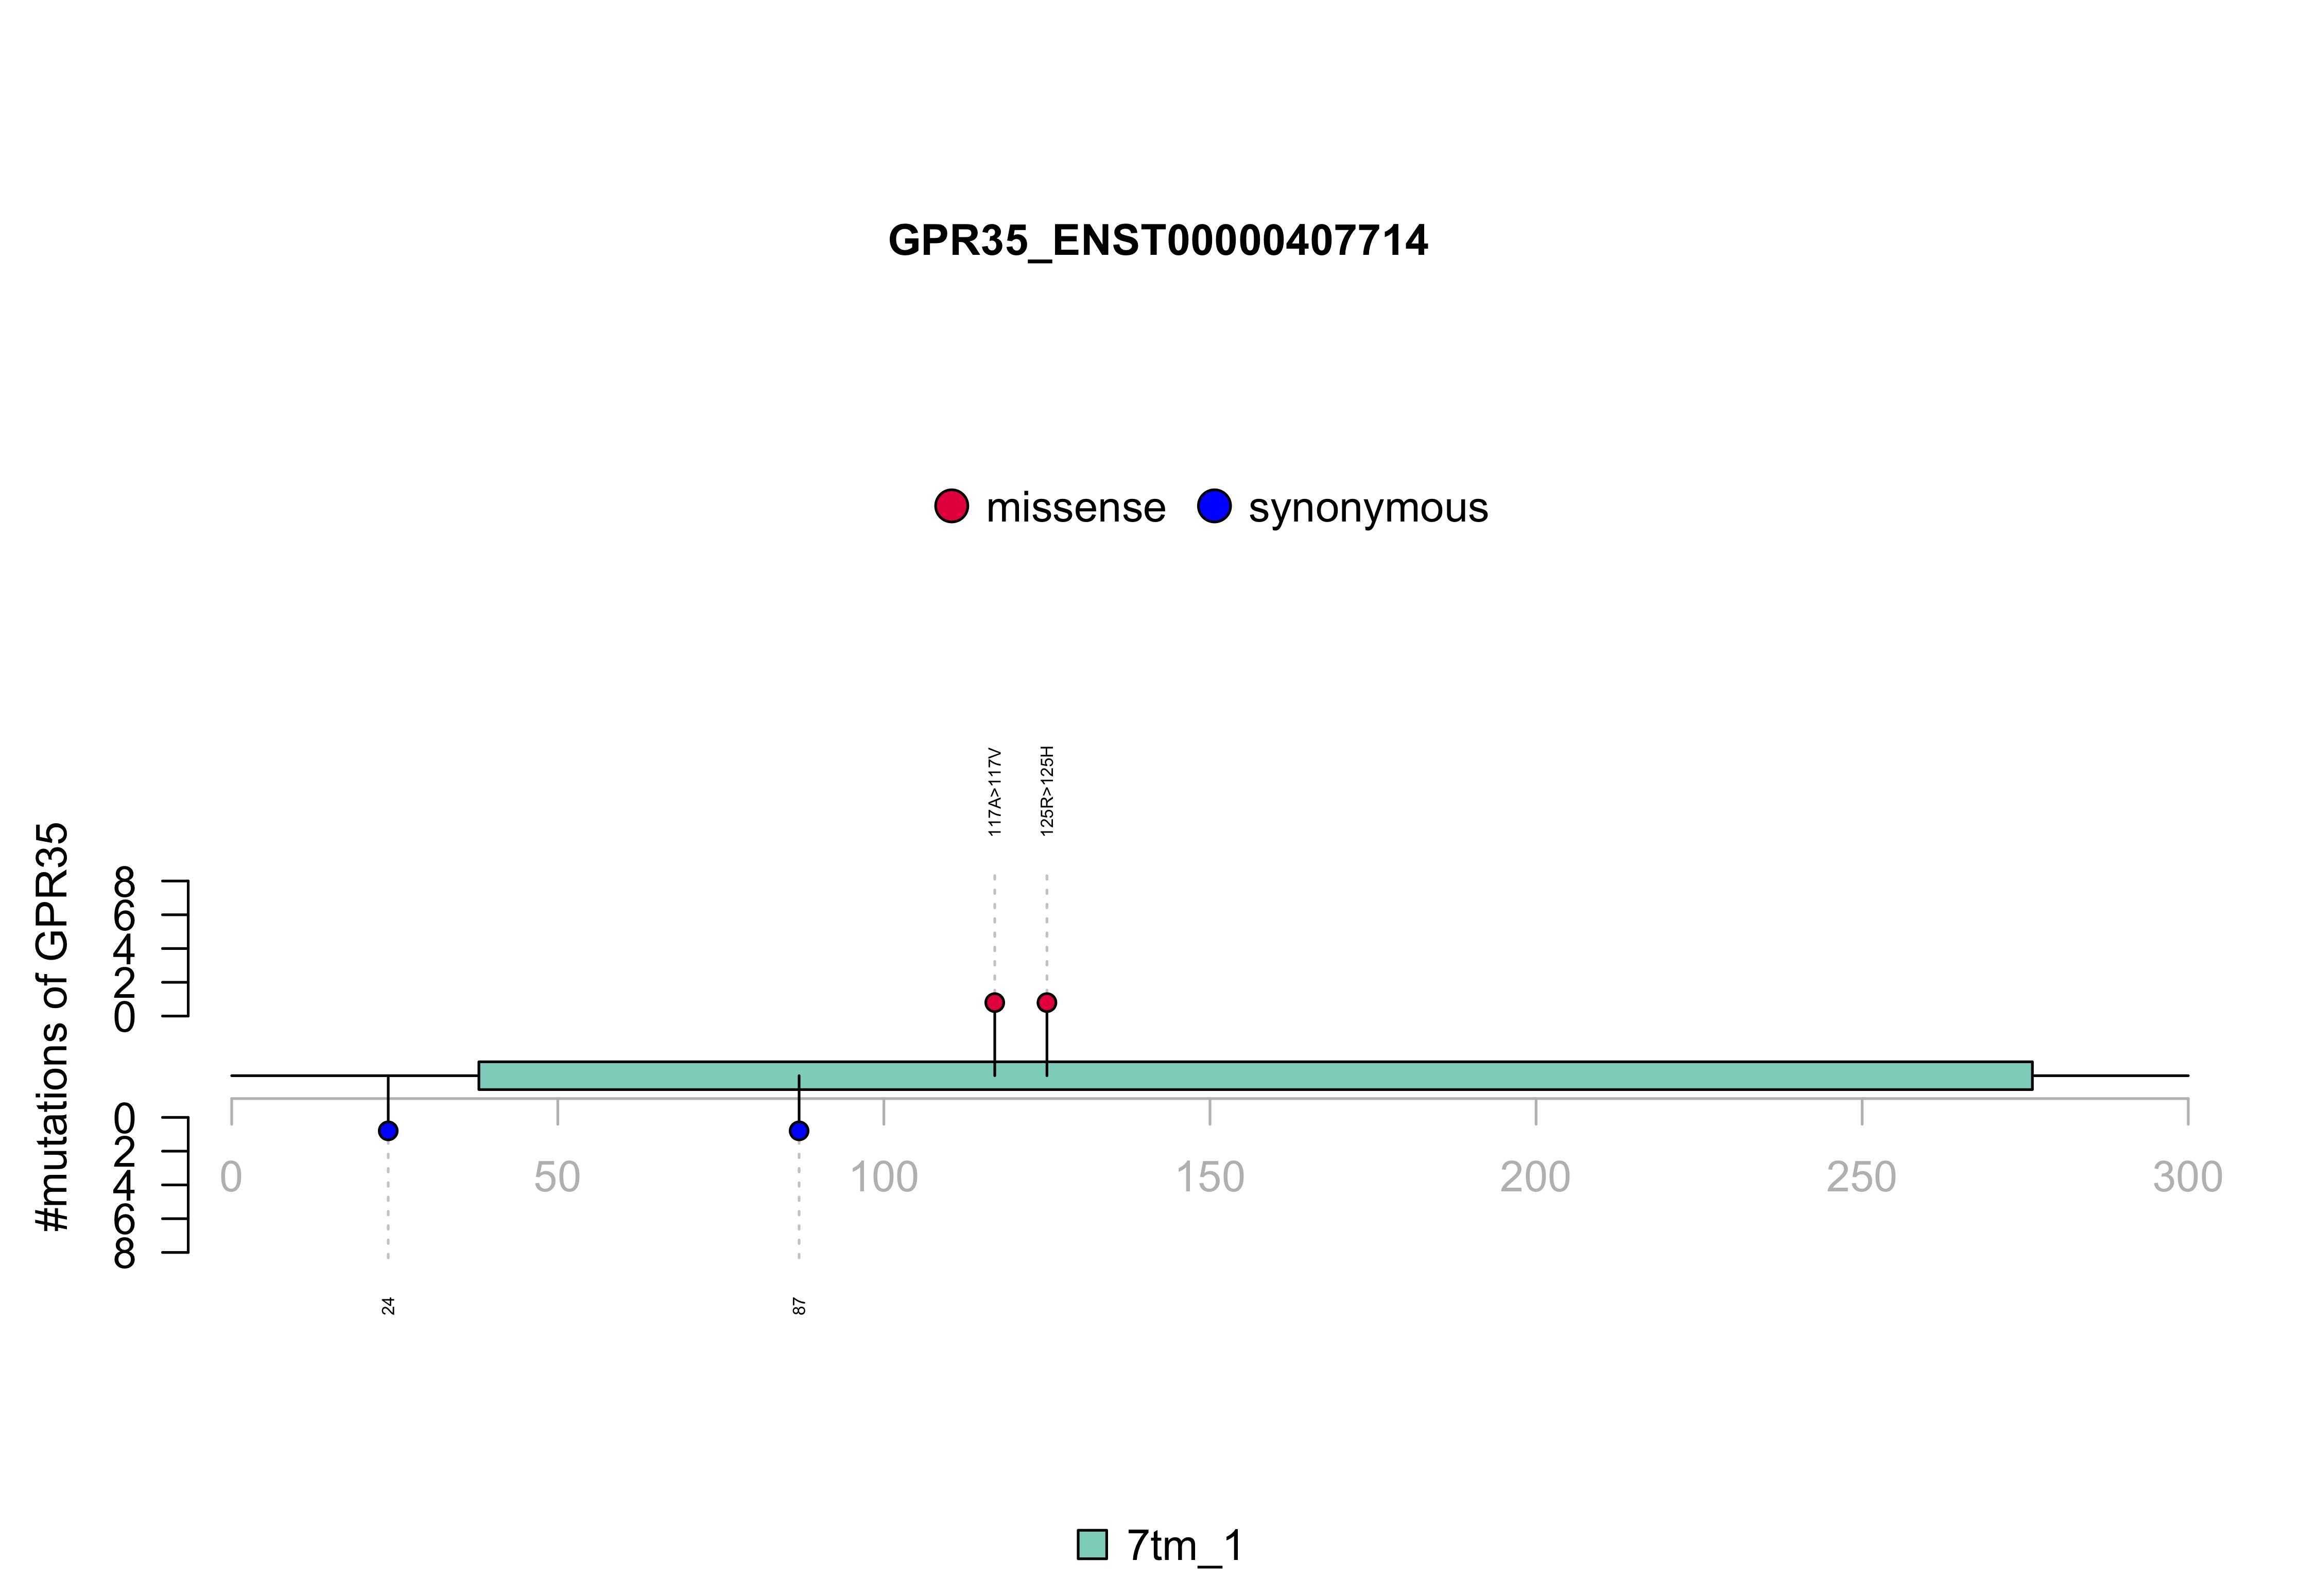 GPR35_ENST00000407714
missense synonymous
117A>117V
125R>125H
#mutations of GPR35
8
6
4
2
0
0
2
4
6
8
0 50 100 150 200 250 300
24
87
7tm_1